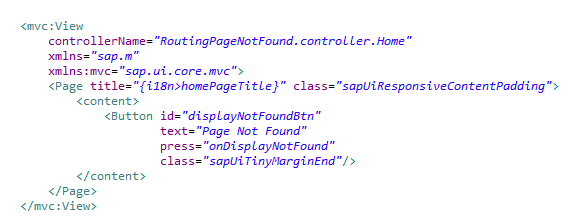 <mvc:View
controllerName="RoutingPageNotFound.controller.Home"
xmlns="sap.m"
xmlns:mvc="sap.ui.core.mvc">
<Page title="{i18n>homePageTitle}" class="sapUiResponsiveContentPadding">
<content>
<Button id="displayNotFoundBtn"
text="Page Not Found"
press="onDisplayNotFound"
class="sapUiTinyMarginEnd"/>
</content>
</Page>
</mvc:View>